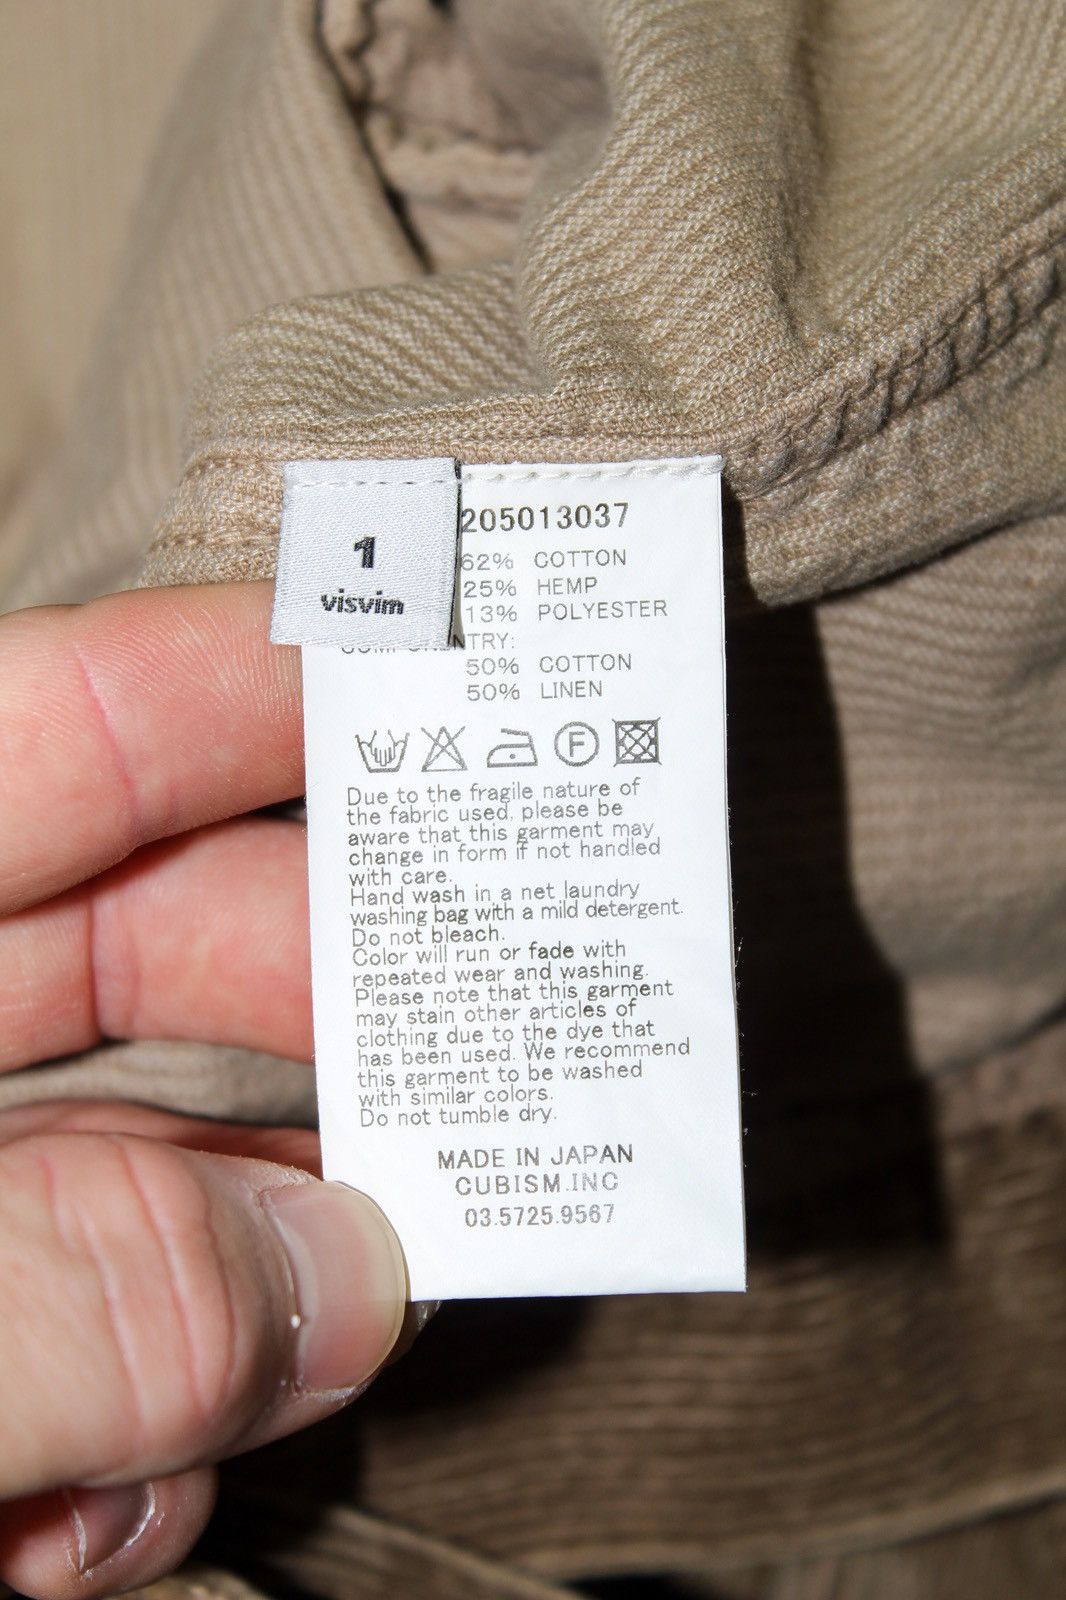 1
visvim
205013037
62% COTTON
25% HEMP
13% POLYESTER
NTRY:
50% COTTON
50% LINEN
F
Due to the fragile nature of
the fabric used, please be
aware that this garment may
change in form if not handled
with care.
Hand wash in a net laundry
washing bag with a mild detergent.
Do not bleach.
Color will run or fade with
repeated wear and washing.
Please note that this garment
may stain other articles of
clothing due to the dye that
has been used. We recommend
this garment to be washed
with similar colors.
Do not tumble dry.
MADE IN JAPAN
CUBISM.INC
03.5725.9567